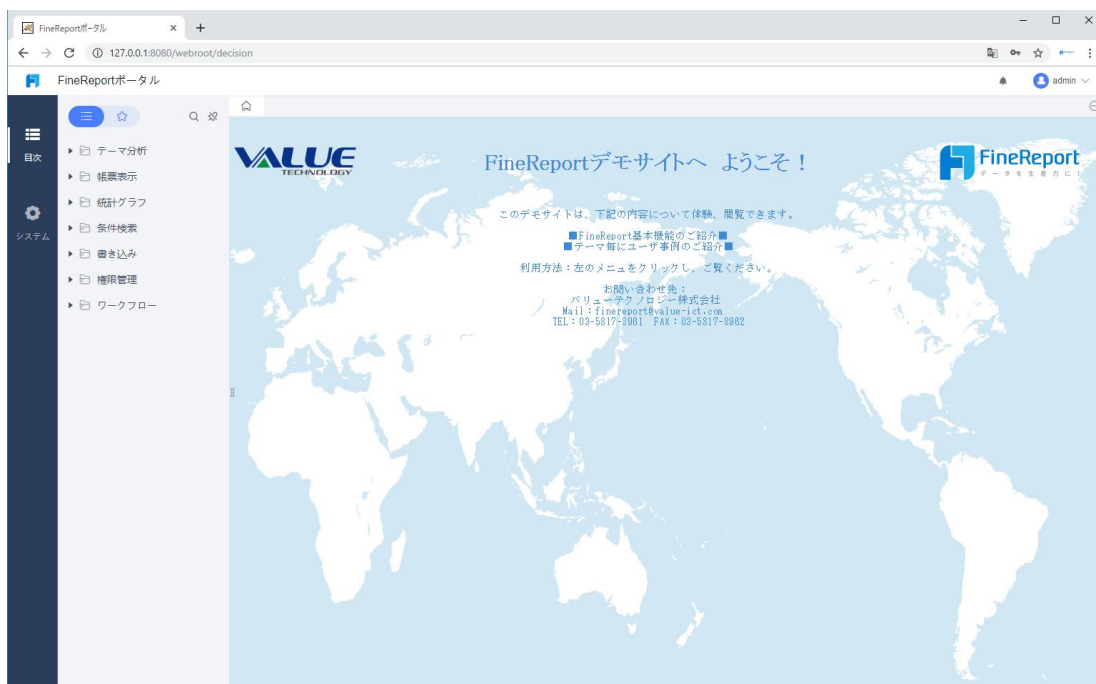 FineReportポータル
127.0.0.1:8080/webroot/decision
FineReportポータル
admin
目次
システム
テーマ分析
帳票表示
統計グラフ
条件検索
書き込み
権限管理
ワークフロー
VALUE
TECHNOLOGY
FineReportデモサイトへ ようこそ！
FineReport
データを生産力に！
このデモサイトは、下記の内容について体験、閲覧できます。
■FineReport基本機能のご紹介■
■テーマ毎にユーザ事例のご紹介■
利用方法：左のメニュをクリックし、ご覧ください。
お問い合わせ先：
バリューテクノロジー株式会社
Mail：finereport@value-ict.com
TEL：03-5817-8961 FAX：03-5817-8962